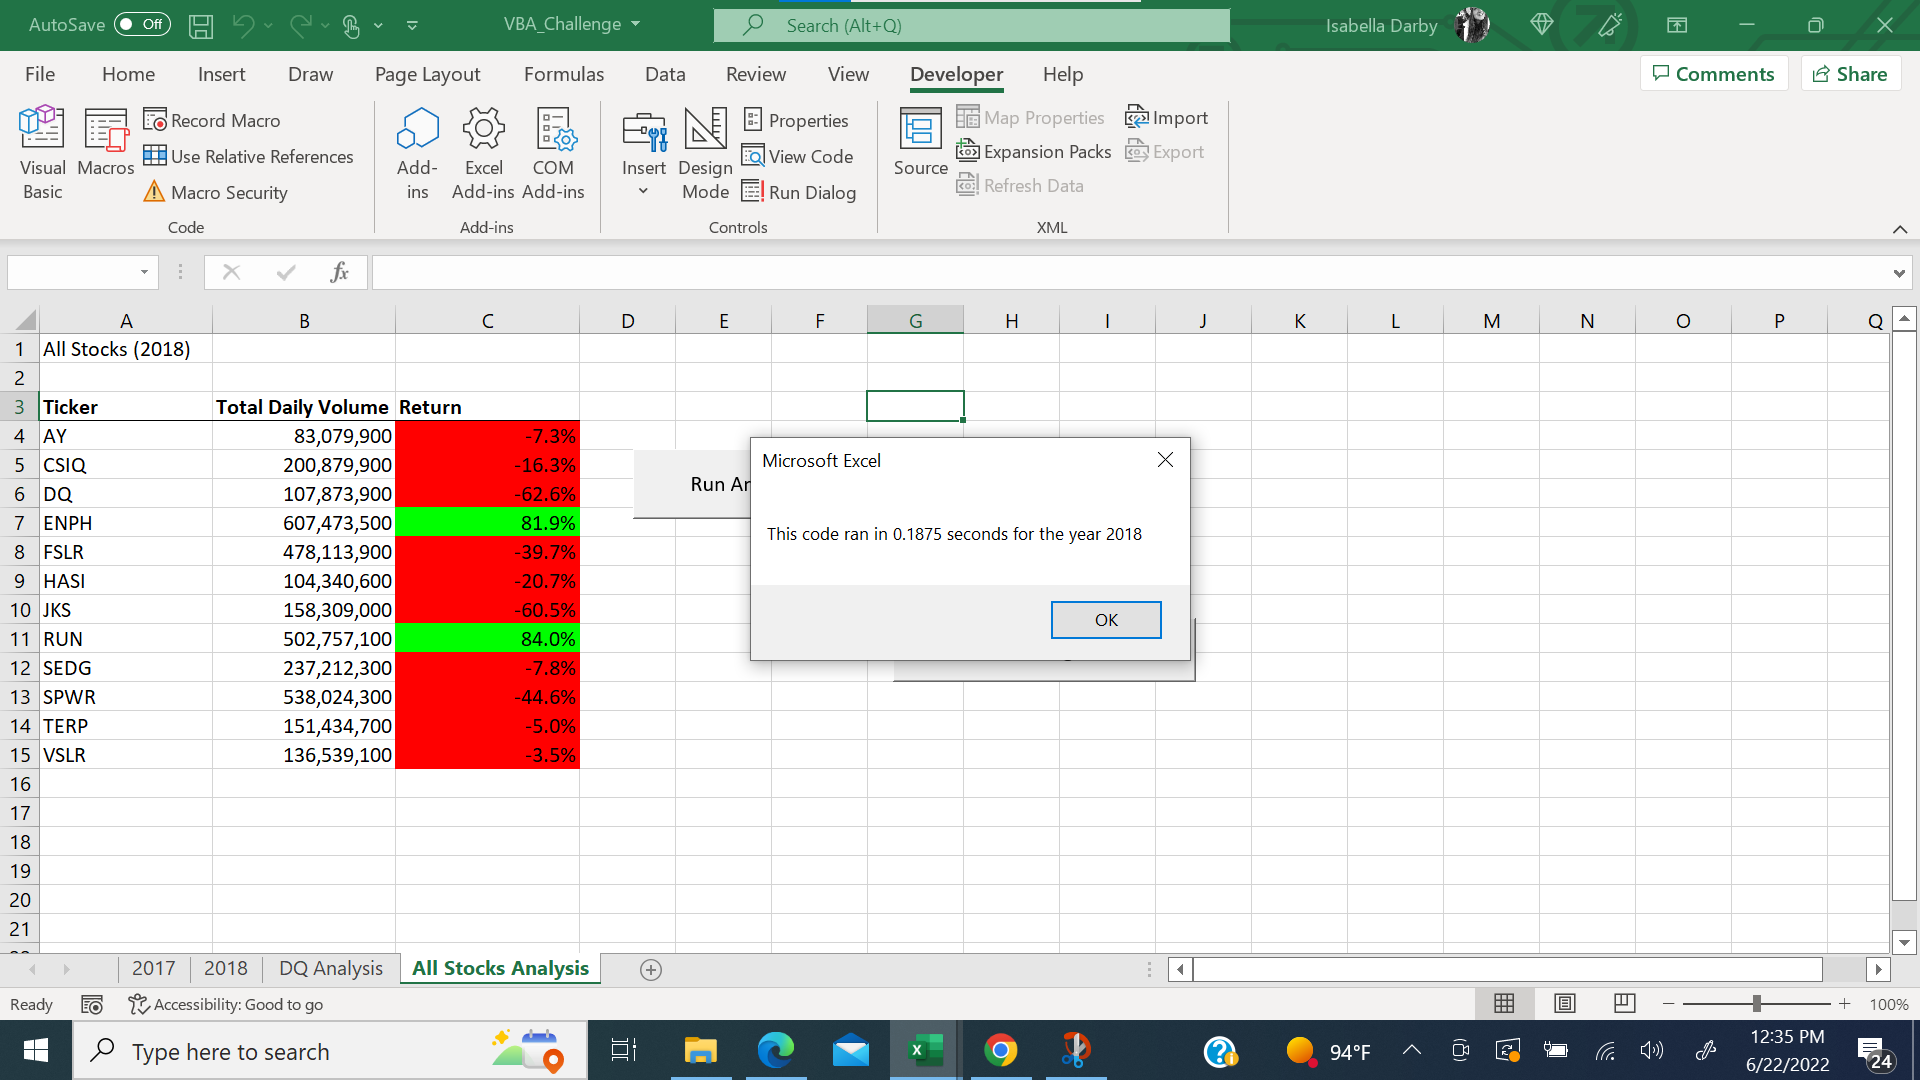 AutoSave Off VBA_Challenge Search (Alt+Q) Isabella Darby
File Home Insert Draw Page Layout Formulas Data Review View Developer Help Comments Share
Visual Basic
Macros
Record Macro
Use Relative References
Macro Security
Code
Add-ins
Excel Add-ins
COM Add-ins
Add-ins
Insert
Design Mode
Properties
View Code
Run Dialog
Controls
Source
Map Properties
Expansion Packs
Refresh Data
Import
Export
XML
fx
A B C D E F G H I J K L M N O P Q
1 All Stocks (2018)
2
3 Ticker Total Daily Volume Return
4 AY 83,079,900 -7.3%
5 CSIQ 200,879,900 -16.3%
6 DQ 107,873,900 -62.6%
7 ENPH 607,473,500 81.9%
8 FSLR 478,113,900 -39.7%
9 HASI 104,340,600 -20.7%
10 JKS 158,309,000 -60.5%
11 RUN 502,757,100 84.0%
12 SEDG 237,212,300 -7.8%
13 SPWR 538,024,300 -44.6%
14 TERP 151,434,700 -5.0%
15 VSLR 136,539,100 -3.5%
16
17
18
19
20
21
Run
Microsoft Excel
This code ran in 0.1875 seconds for the year 2018
OK
2017 2018 DQ Analysis All Stocks Analysis
Ready Accessibility: Good to go 100%
Type here to search 94°F 12:35 PM
6/22/2022 24